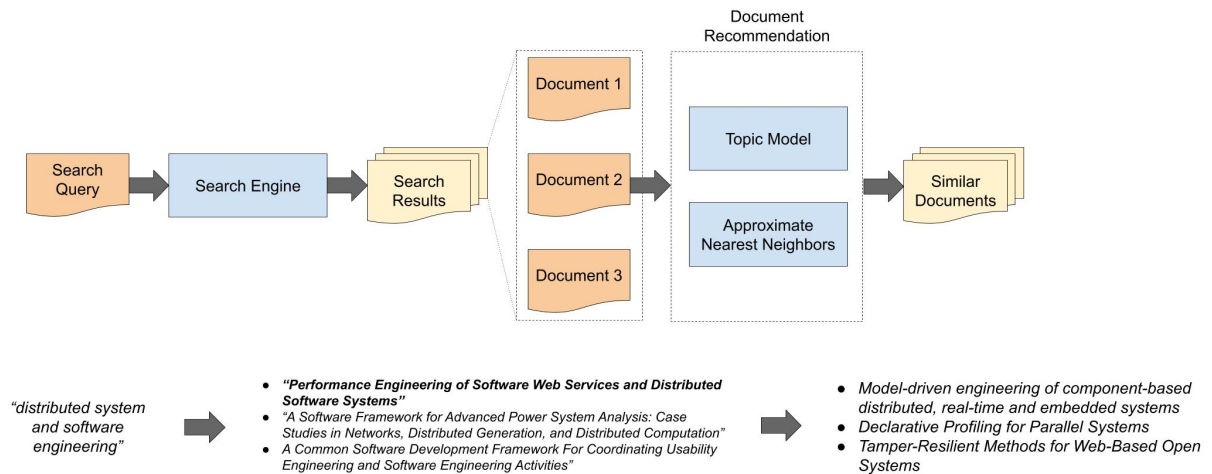 Document
Recommendation
Document 1
Search
Query
Search Engine
Search
Results
Document 2
Document 3
Topic Model
Approximate
Nearest Neighbors
Similar
Documents
“distributed system
and software
engineering”
● “Performance Engineering of Software Web Services and Distributed
Software Systems”
● “A Software Framework for Advanced Power System Analysis: Case
Studies in Networks, Distributed Generation, and Distributed Computation”
● A Common Software Development Framework For Coordinating Usability
Engineering and Software Engineering Activities”
● Model-driven engineering of component-based
distributed, real-time and embedded systems
● Declarative Profiling for Parallel Systems
● Tamper-Resilient Methods for Web-Based Open
Systems